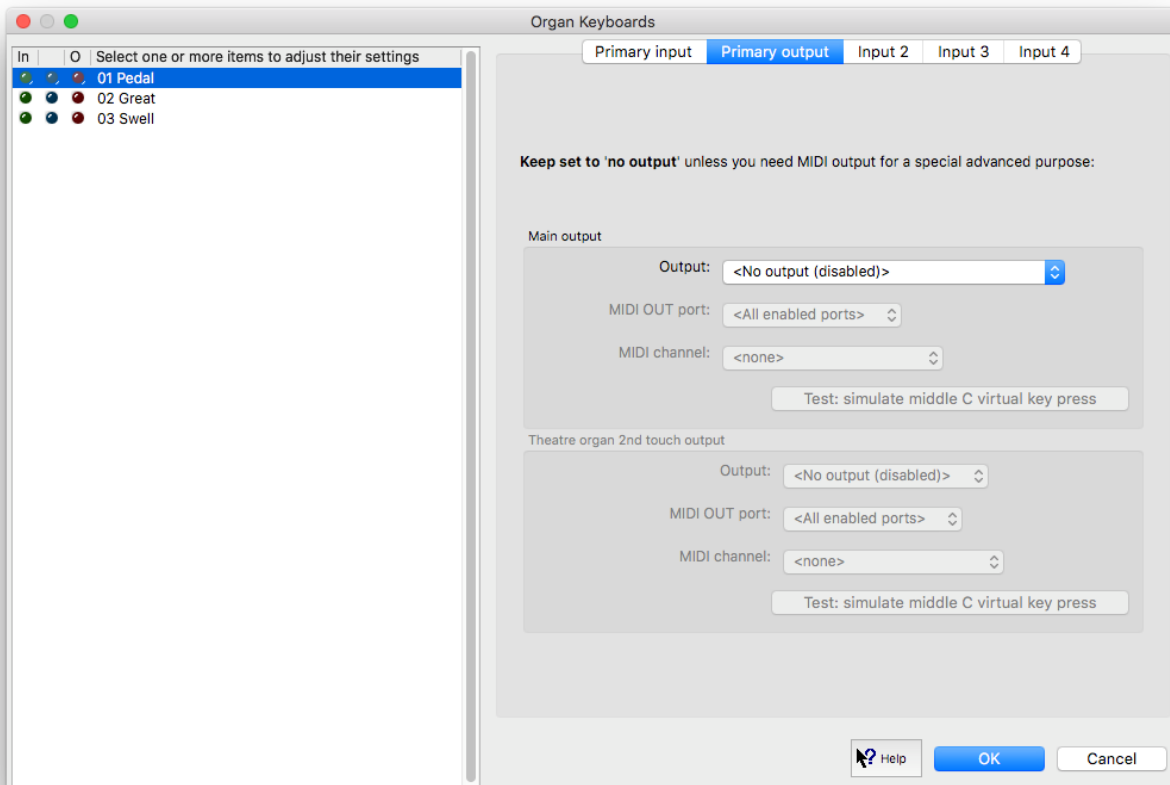 Organ Keyboards
In O Select one or more items to adjust their settings
01 Pedal
02 Great
03 Swell
Primary input Primary output Input 2 Input 3 Input 4
Keep set to 'no output' unless you need MIDI output for a special advanced purpose:
Main output
Output: <No output (disabled)>
MIDI OUT port: <All enabled ports>
MIDI channel: <none>
Test: simulate middle C virtual key press
Theatre organ 2nd touch output
Output: <No output (disabled)>
MIDI OUT port: <All enabled ports>
MIDI channel: <none>
Test: simulate middle C virtual key press
? Help OK Cancel